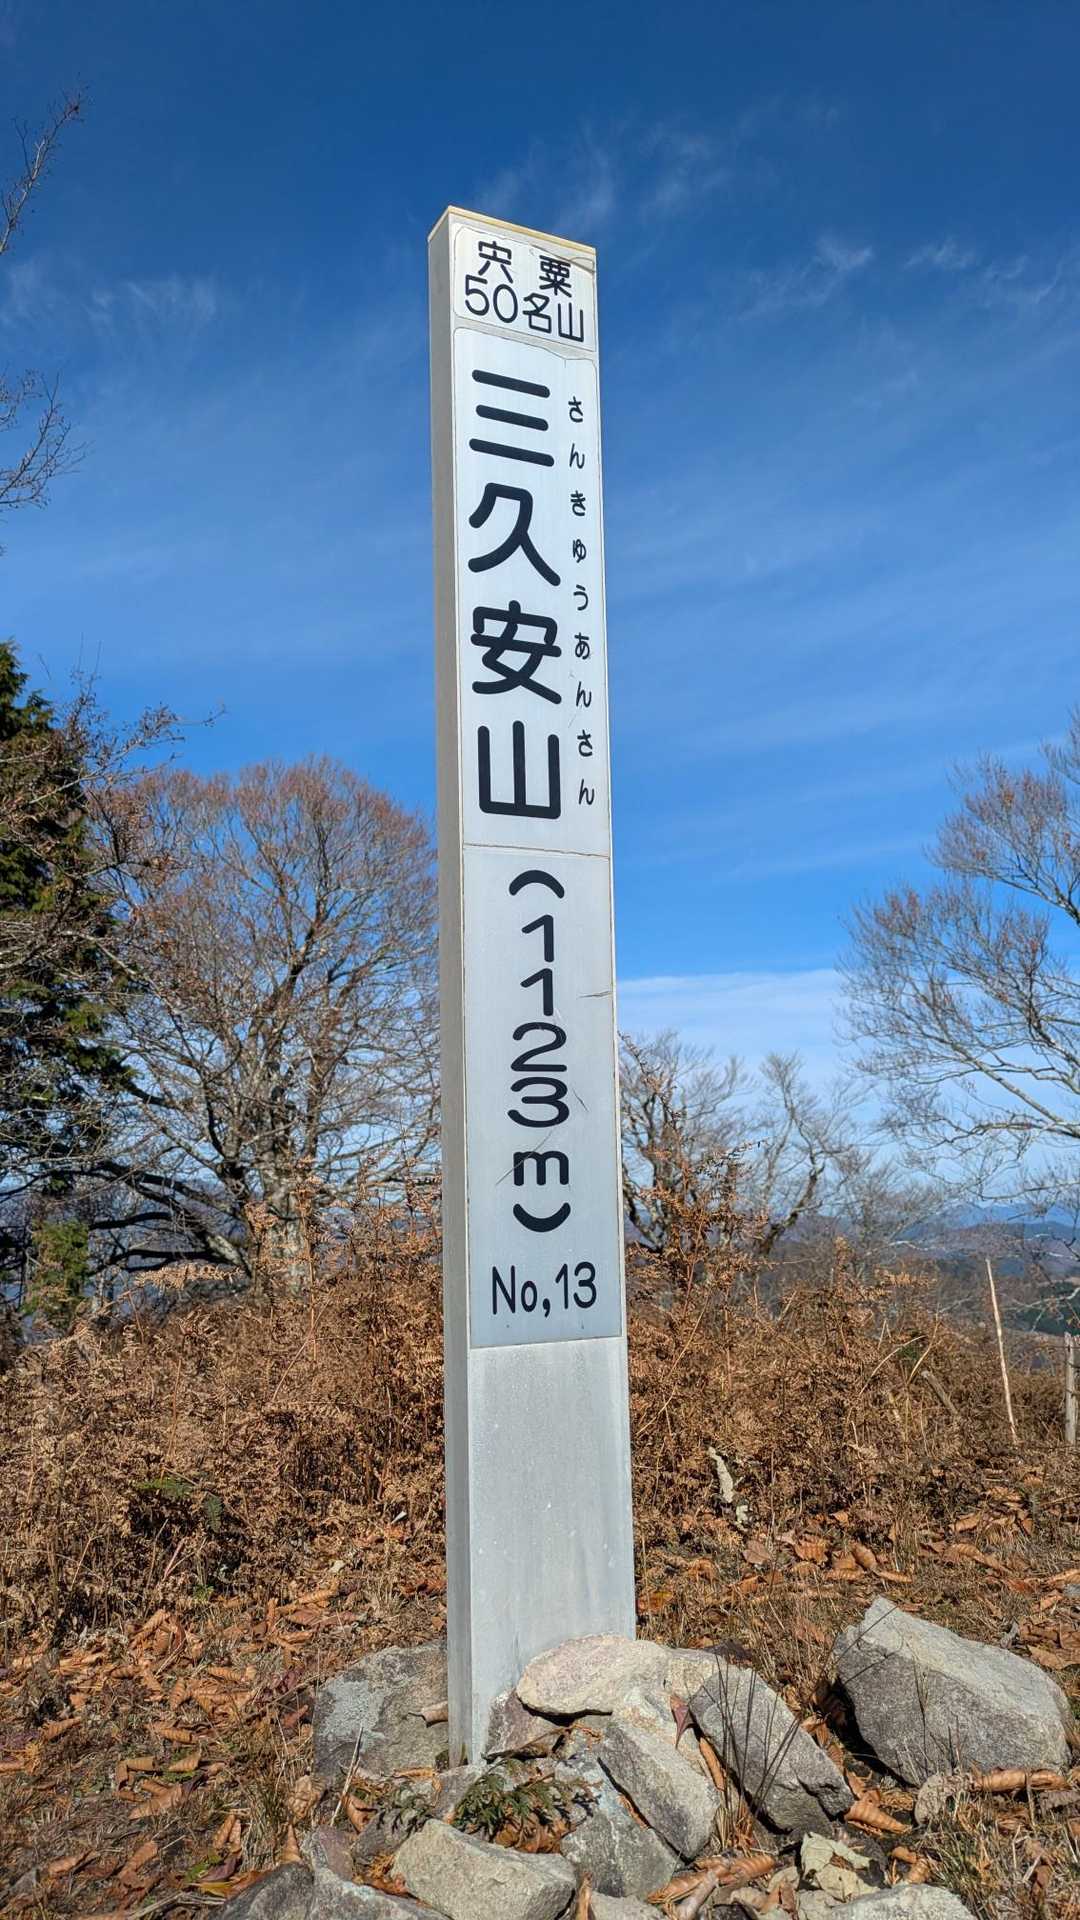 宍粟
50名山
三久安山
さんきゅうあんさん
(1123m)
No,13